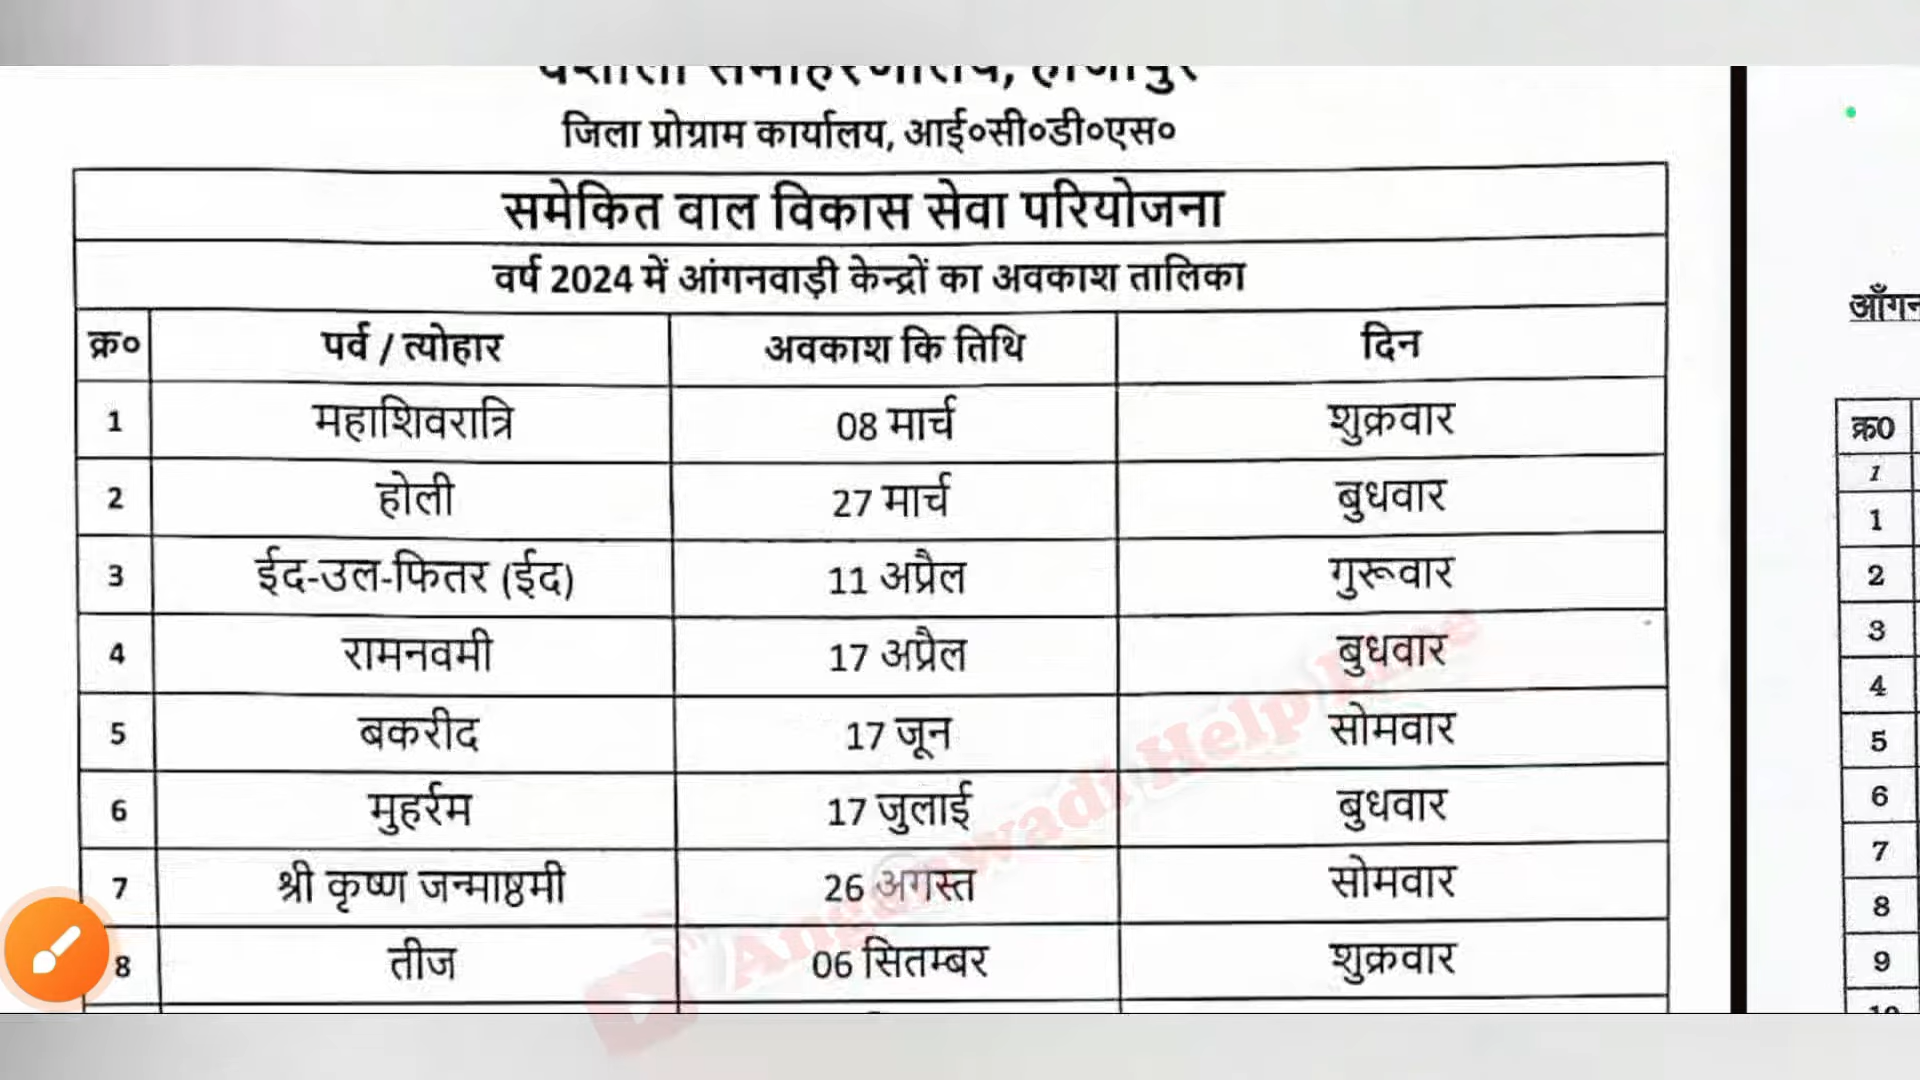 जिला प्रोग्राम कार्यालय, आई०सी०डी०एस०
समेकित वाल विकास सेवा परियोजना
वर्ष 2024 में आंगनवाड़ी केन्द्रों का अवकाश तालिका
क्र० पर्व / त्योहार अवकाश कि तिथि दिन
1 महाशिवरात्रि 08 मार्च शुक्रवार
2 होली 27 मार्च बुधवार
3 ईद-उल-फितर (ईद) 11 अप्रैल गुरूवार
4 रामनवमी 17 अप्रैल बुधवार
5 बकरीद 17 जून सोमवार
6 मुहर्रम 17 जुलाई बुधवार
7 श्री कृष्ण जन्माष्ठमी 26 अगस्त सोमवार
8 तीज 06 सितम्बर शुक्रवार
Anganwadi Help Line
क्र0
1
1
2
3
4
5
6
7
8
9